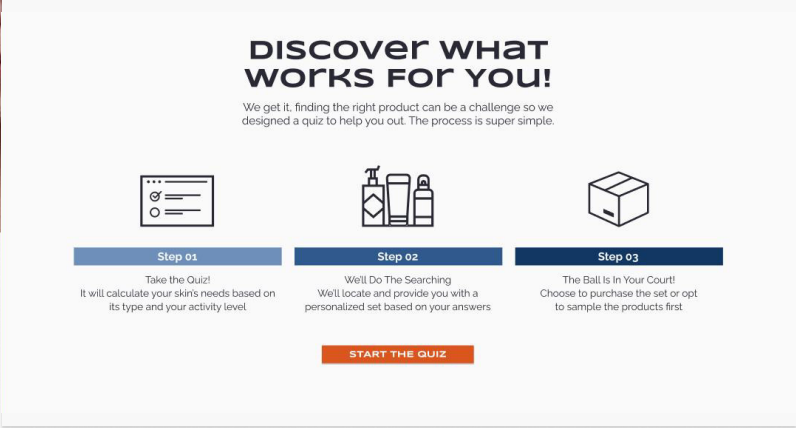 DISCOVER WHAT
WORKS FOR YOU!
We get it, finding the right product can be a challenge so we
designed a quiz to help you out. The process is super simple.
Step 01
Take the Quiz!
It will calculate your skin's needs based on
its type and your activity level
Step 02
We'll Do The Searching
We'll locate and provide you with a
personalized set based on your answers
Step 03
The Ball Is In Your Court!
Choose to purchase the set or opt
to sample the products first
START THE QUIZ